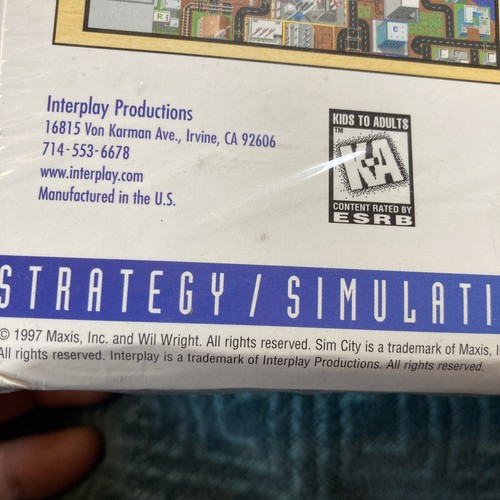 Interplay Productions
16815 Von Karman Ave., Irvine, CA 92606
714-553-6678
www.interplay.com
Manufactured in the U.S.
KIDS TO ADULTS
TM
KA
CONTENT RATED BY
ESRB
STRATEGY / SIMULATI
© 1997 Maxis, Inc. and Wil Wright. All rights reserved. Sim City is a trademark of Maxis, I
All rights reserved. Interplay is a trademark of Interplay Productions. All rights reserved.